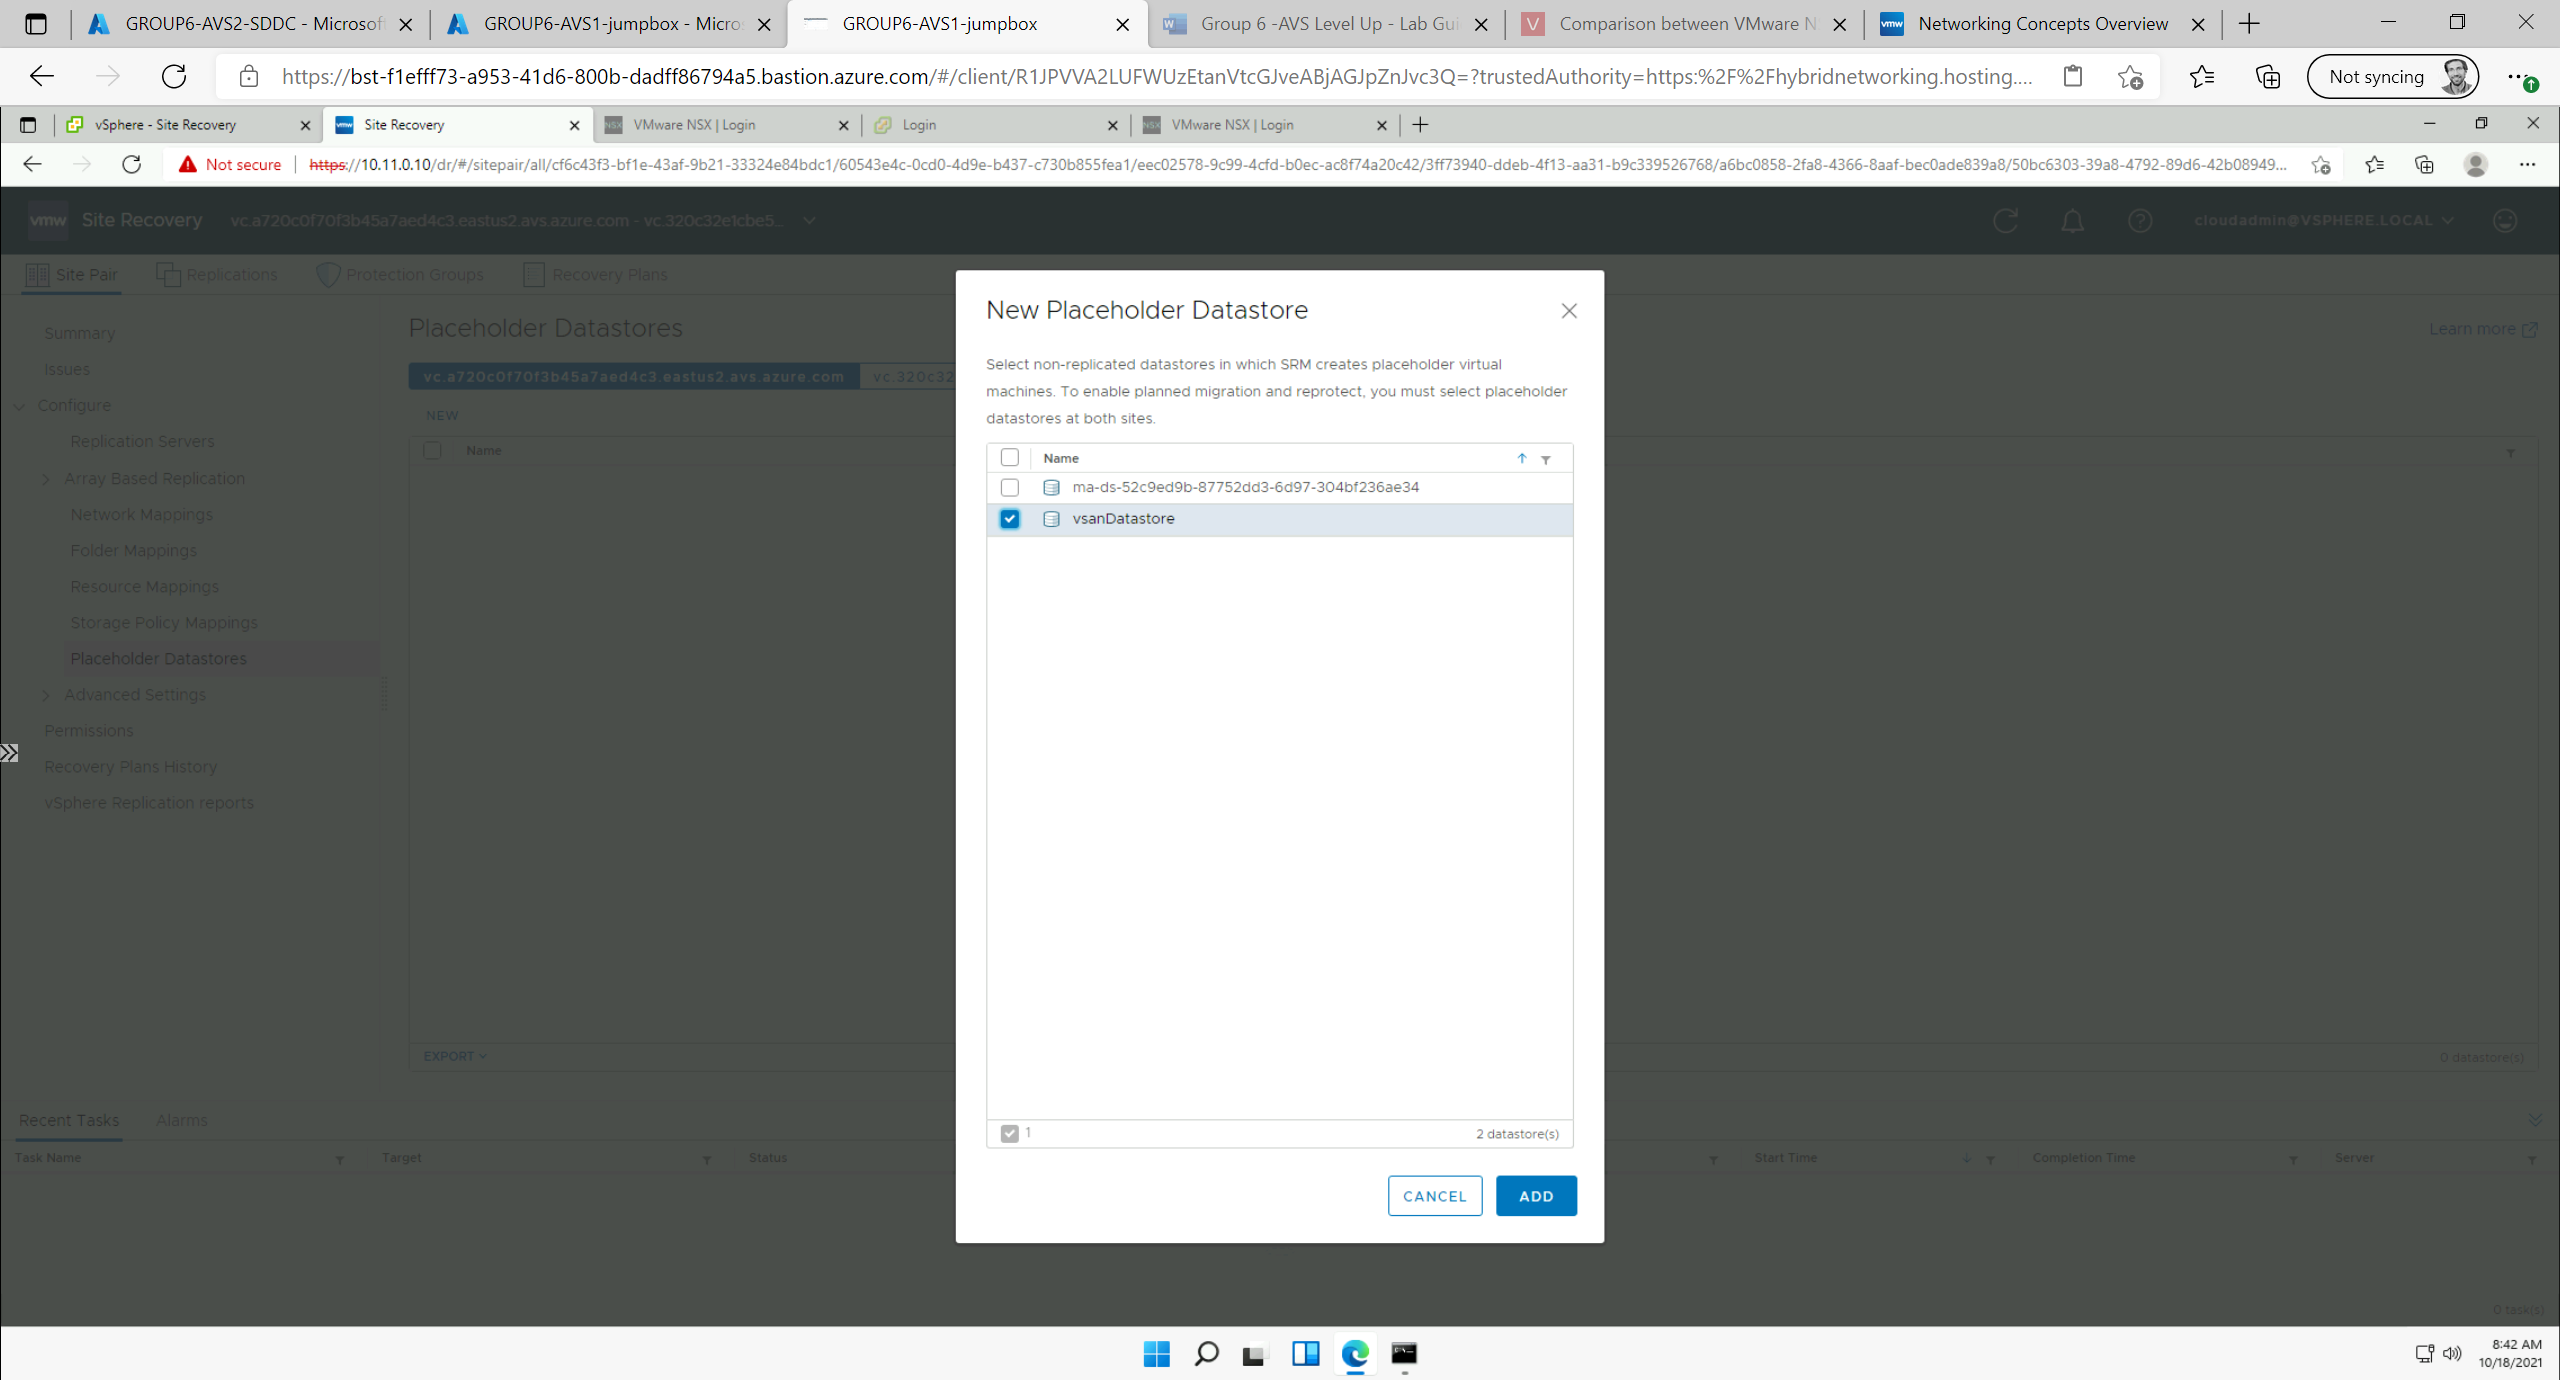 GROUP6-AVS2-SDDC - Microsof
GROUP6-AVS1-jumpbox - Micro
GROUP6-AVS1-jumpbox
Group 6 -AVS Level Up - Lab Gui
Comparison between VMware N
Networking Concepts Overview
https://bst-f1efff73-a953-41d6-800b-dadff86794a5.bastion.azure.com/#/client/R1JPVVA2LUFWUzEtanVtcGJveABjAGJpZnJvc3Q=?trustedAuthority=https:%2F%2Fhybridnetworking.hosting....
Not syncing
vSphere - Site Recovery
Site Recovery
VMware NSX | Login
Login
VMware NSX | Login
Not secure
https://10.11.0.10/dr/#/sitepair/all/cf6c43f3-bf1e-43af-9b21-33324e84bdc1/60543e4c-0cd0-4d9e-b437-c730b855fea1/eec02578-9c99-4cfd-b0ec-ac8f74a20c42/3ff73940-ddeb-4f13-aa31-b9c339526768/a6bc0858-2fa8-4366-8aaf-bec0ade839a8/50bc6303-39a8-4792-89d6-42b08949...
vmw Site Recovery vc.a720c0f70f3b45a7aed4c3.eastus2.avs.azure.com - vc.320c32e1cbe5...
cloudadmin@VSPHERE.LOCAL
Site Pair
Replications
Protection Groups
Recovery Plans
Summary
Issues
Configure
Replication Servers
Array Based Replication
Network Mappings
Folder Mappings
Resource Mappings
Storage Policy Mappings
Placeholder Datastores
Advanced Settings
Permissions
Recovery Plans History
vSphere Replication reports
Placeholder Datastores
Learn more
vc.a720c0f70f3b45a7aed4c3.eastus2.avs.azure.com
vc.320c32
NEW
Name
EXPORT
0 datastore(s)
New Placeholder Datastore
Select non-replicated datastores in which SRM creates placeholder virtual
machines. To enable planned migration and reprotect, you must select placeholder
datastores at both sites.
Name
ma-ds-52c9ed9b-87752dd3-6d97-304bf236ae34
vsanDatastore
1
2 datastore(s)
CANCEL
ADD
Recent Tasks
Alarms
Task Name
Target
Status
Start Time
Completion Time
Server
0 task(s)
8:42 AM
10/18/2021